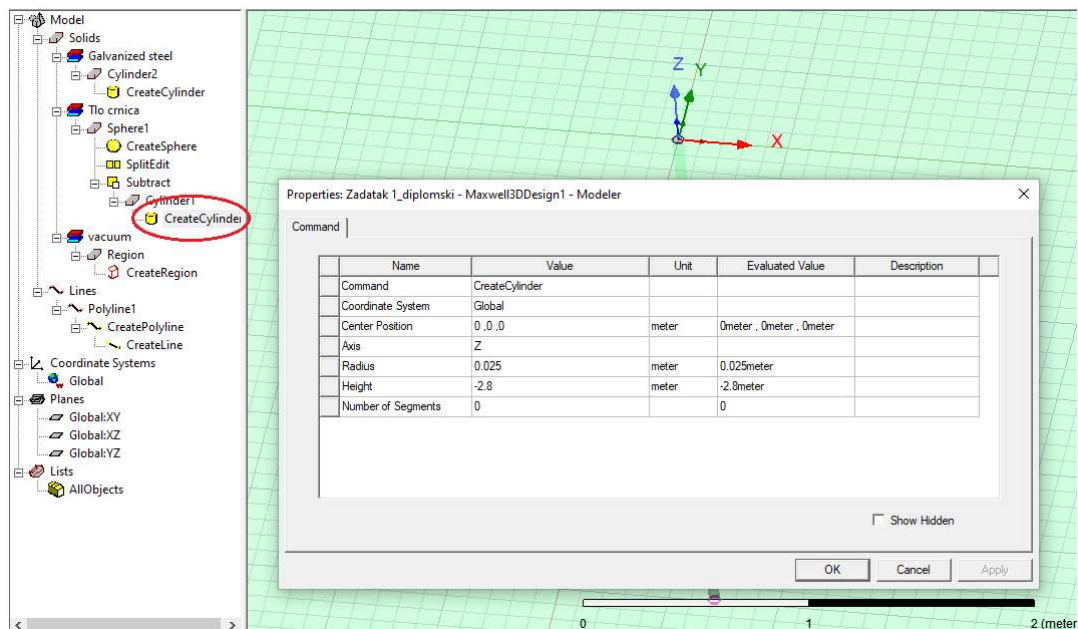 Model
Solids
Galvanized steel
Cylinder2
CreateCylinder
Tlo crnica
Sphere1
CreateSphere
SplitEdit
Subtract
Cylinder1
CreateCylinder
vacuum
Region
CreateRegion
Lines
Polyline1
CreatePolyline
CreateLine
Coordinate Systems
Global
Planes
Global:XY
Global:XZ
Global:YZ
Lists
AllObjects
Z Y
X
Properties: Zadatak 1_diplomski - Maxwell3DDesign1 - Modeler
Command
Name Value Unit Evaluated Value Description
Command CreateCylinder
Coordinate System Global
Center Position 0 ,0 ,0 meter 0meter , 0meter , 0meter
Axis Z
Radius 0.025 meter 0.025meter
Height -2.8 meter -2.8meter
Number of Segments 0 0
Show Hidden
OK Cancel Apply
0 1 2 (meter